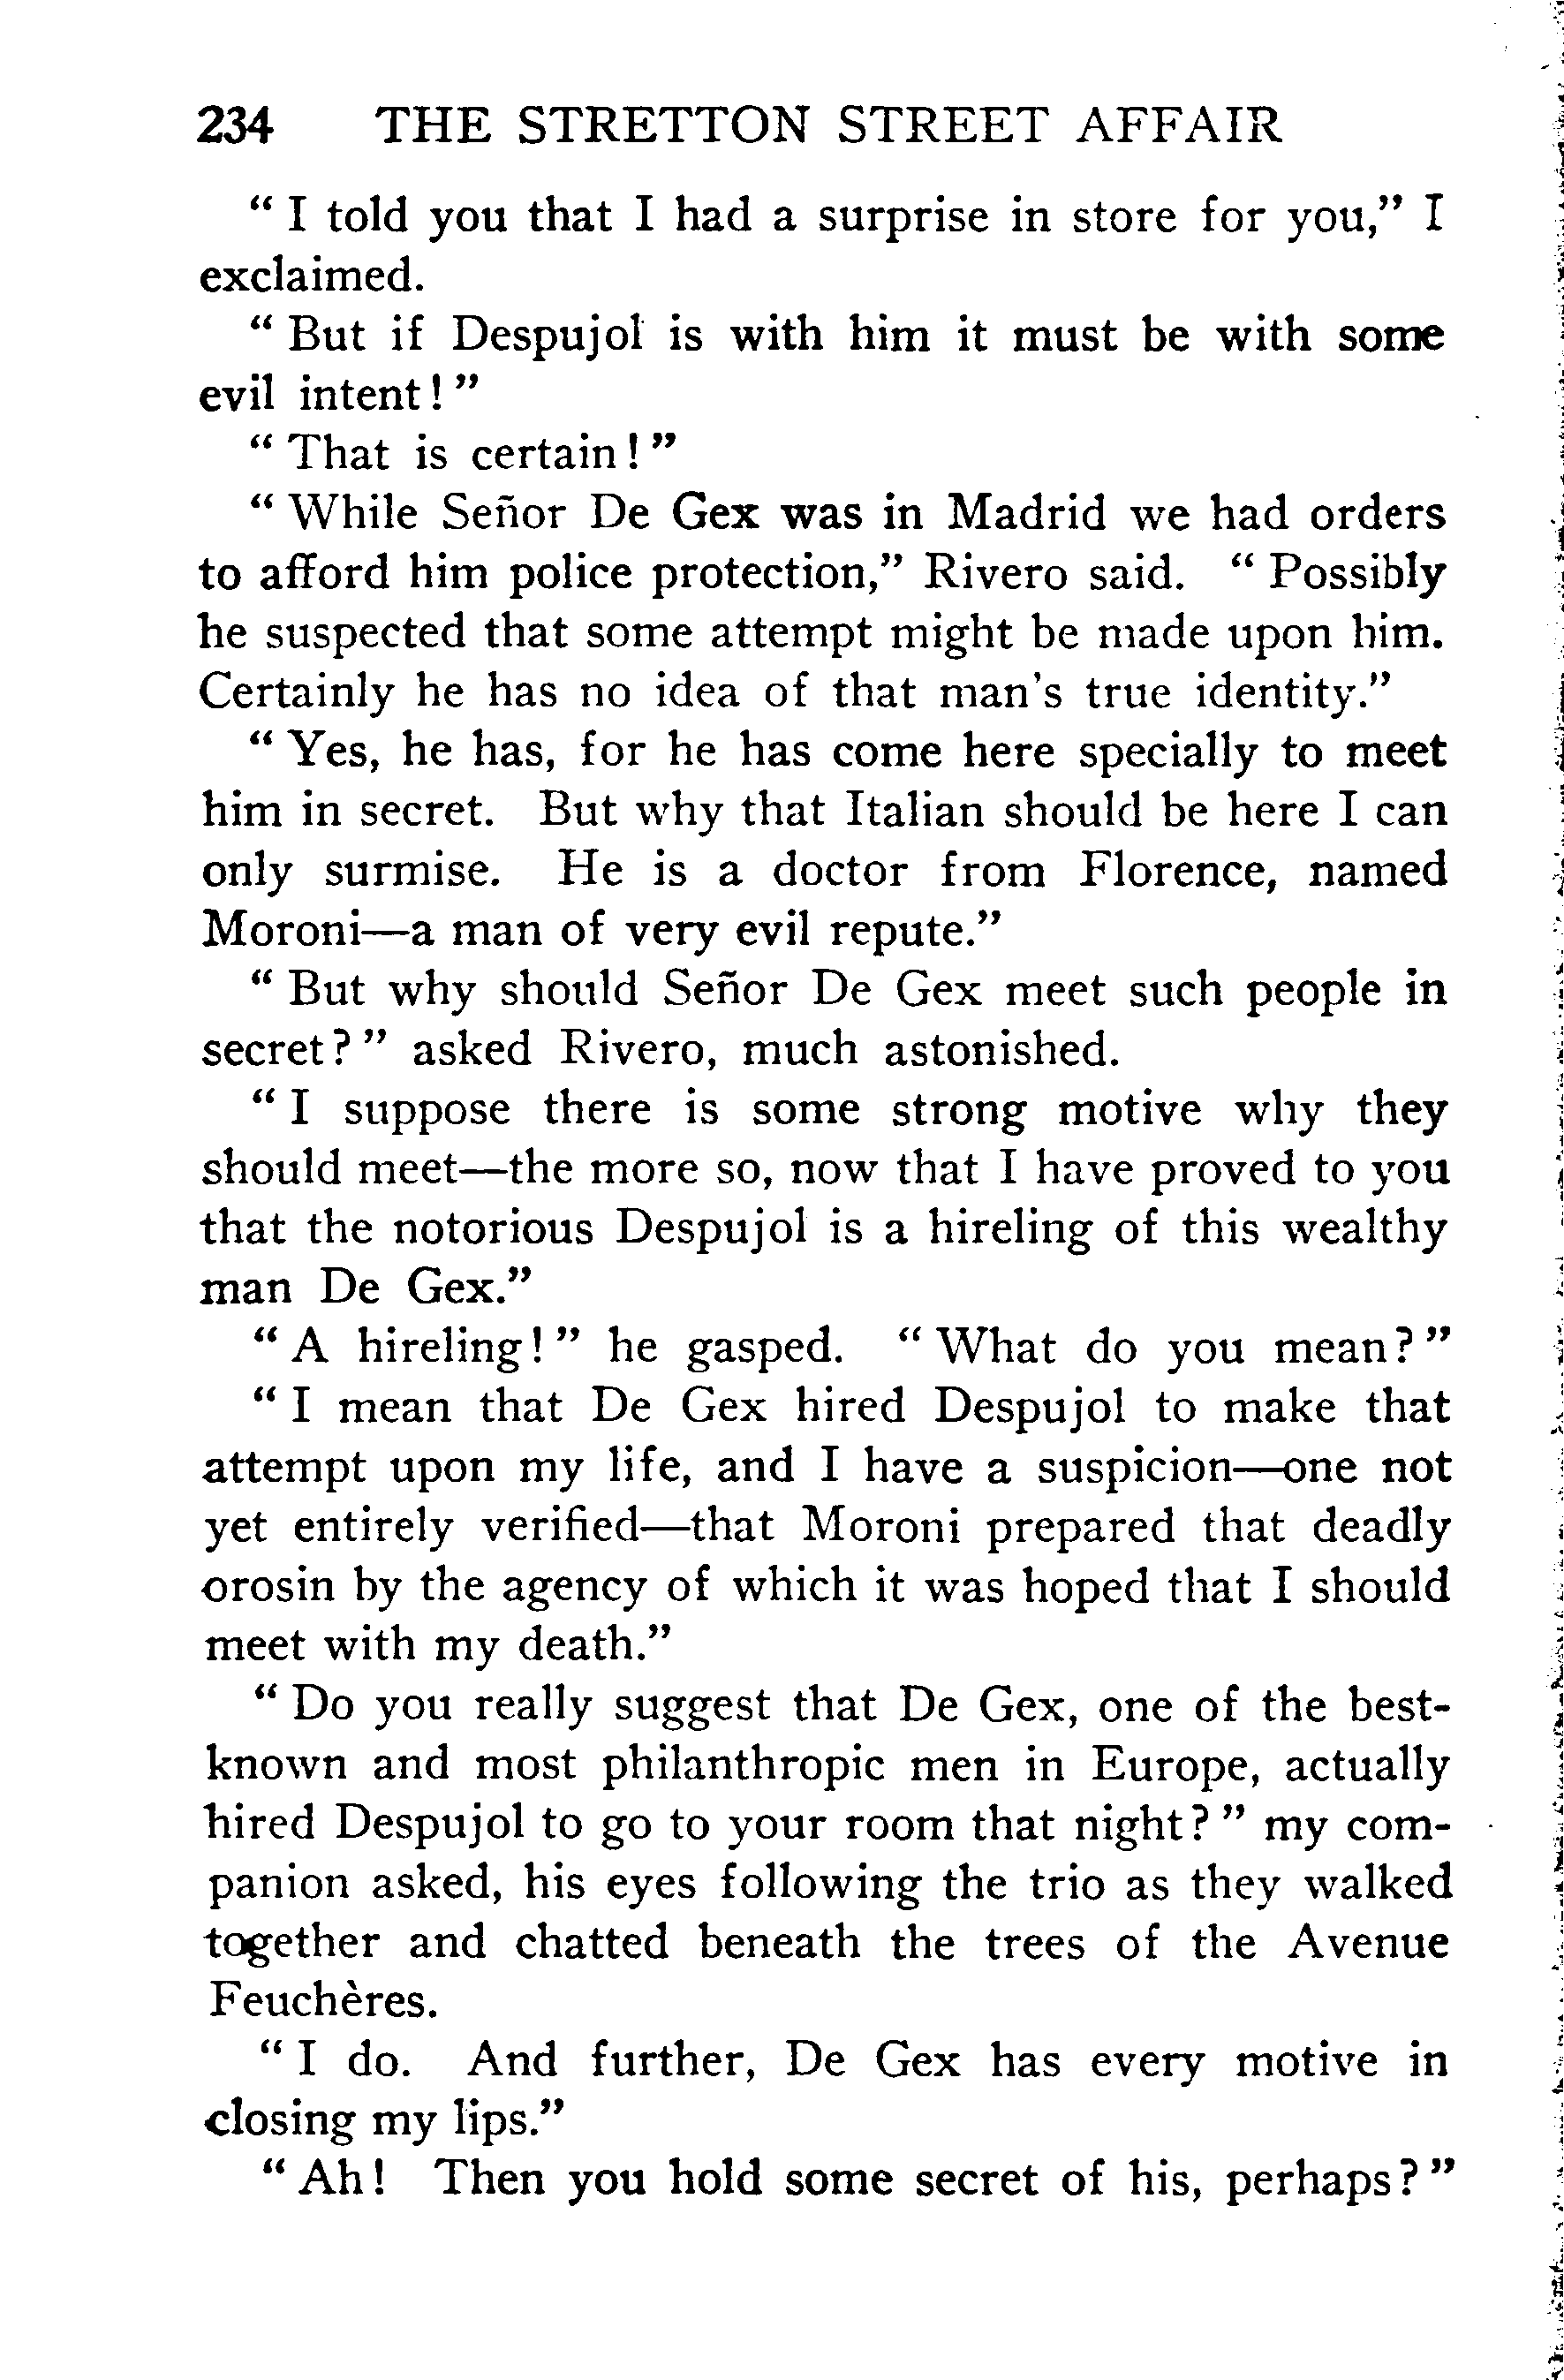 234 THE STRETTON STREET AFFAIR
“ I told you that I had a surprise in store for you,” I
exclaimed.
“ But if Despujol is with him it must be with some
evil intent ! ”
“ That is certain ! ”
“ While Señor De Gex was in Madrid we had orders
to afford him police protection,” Rivero said. “ Possibly
he suspected that some attempt might be made upon him.
Certainly he has no idea of that man's true identity.”
“ Yes, he has, for he has come here specially to meet
him in secret. But why that Italian should be here I can
only surmise. He is a doctor from Florence, named
Moroni—a man of very evil repute.”
“ But why should Señor De Gex meet such people in
secret ? ” asked Rivero, much astonished.
“ I suppose there is some strong motive why they
should meet—the more so, now that I have proved to you
that the notorious Despujol is a hireling of this wealthy
man De Gex.”
“ A hireling ! ” he gasped. “ What do you mean ? ”
“ I mean that De Gex hired Despujol to make that
attempt upon my life, and I have a suspicion—one not
yet entirely verified—that Moroni prepared that deadly
orosin by the agency of which it was hoped that I should
meet with my death.”
“ Do you really suggest that De Gex, one of the best-
known and most philanthropic men in Europe, actually
hired Despujol to go to your room that night ? ” my com-
panion asked, his eyes following the trio as they walked
together and chatted beneath the trees of the Avenue
Feuchères.
“ I do. And further, De Gex has every motive in
closing my lips.”
“ Ah ! Then you hold some secret of his, perhaps ? ”